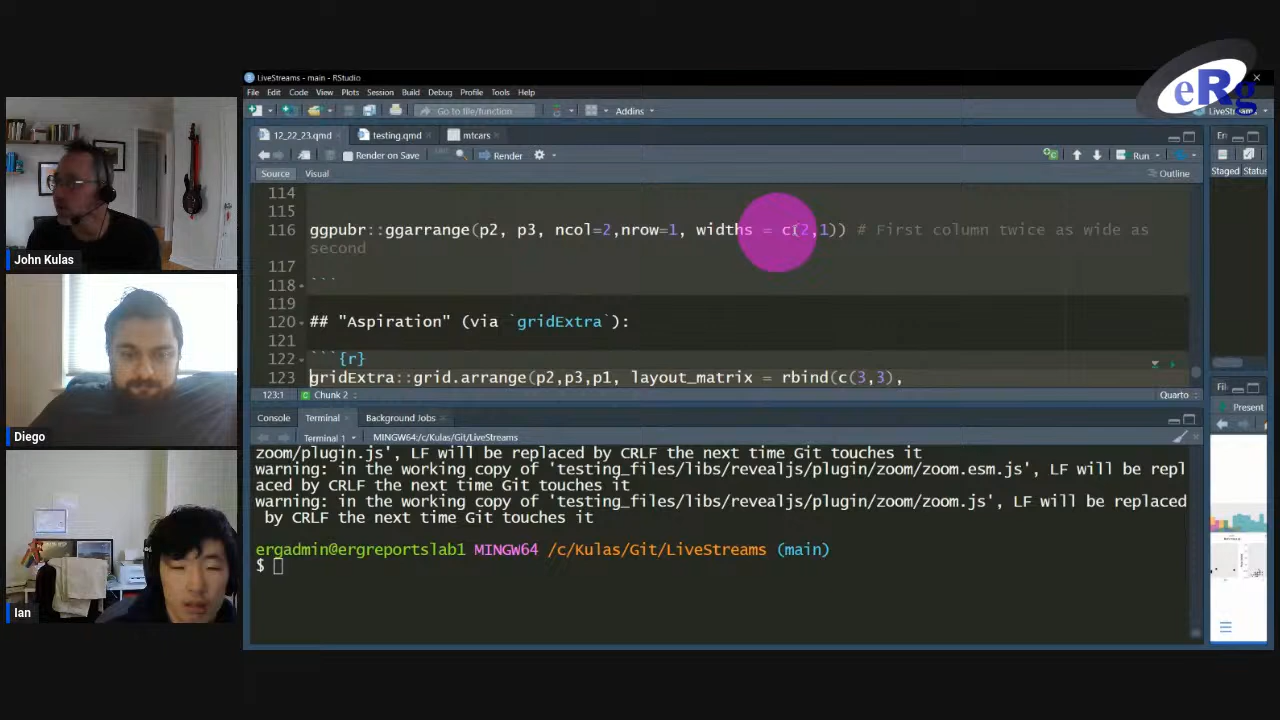 eRg
LiveStreams - main - RStudio
File Edit Code View Plots Session Build Debug Profile Tools Help
Go to file/function Addins LiveStreams
12_22_23.qmd testing.qmd mtcars
Render on Save Render Run
Source Visual Outline
Staged Status
114
115
116 ggpubr::ggarrange(p2, p3, ncol=2,nrow=1, widths = c(2,1)) # First column twice as wide as
second
117
118 ```
119
120 ## "Aspiration" (via `gridExtra`):
121
122 ```{r}
123 gridExtra::grid.arrange(p2,p3,p1, layout_matrix = rbind(c(3,3),
123:1 Chunk 2 Quarto
Present
Console Terminal Background Jobs
Terminal 1 MINGW64:/c/Kulas/Git/LiveStreams
zoom/plugin.js', LF will be replaced by CRLF the next time Git touches it
warning: in the working copy of 'testing_files/libs/revealjs/plugin/zoom/zoom.esm.js', LF will be repl
aced by CRLF the next time Git touches it
warning: in the working copy of 'testing_files/libs/revealjs/plugin/zoom/zoom.js', LF will be replaced
by CRLF the next time Git touches it
ergadmin@ergreportslab1 MINGW64 /c/Kulas/Git/LiveStreams (main)
$
John Kulas
Diego
Ian